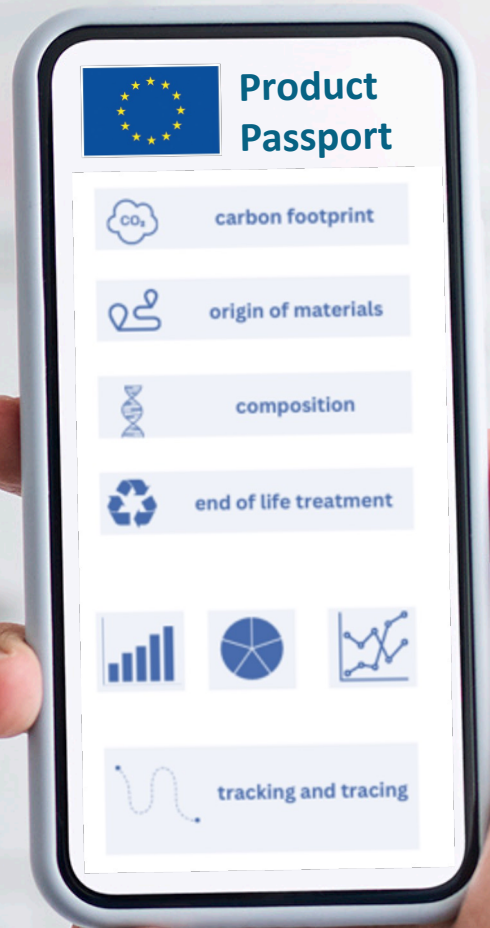 Product
Passport
CO₂
carbon footprint
origin of materials
composition
end of life treatment
tracking and tracing